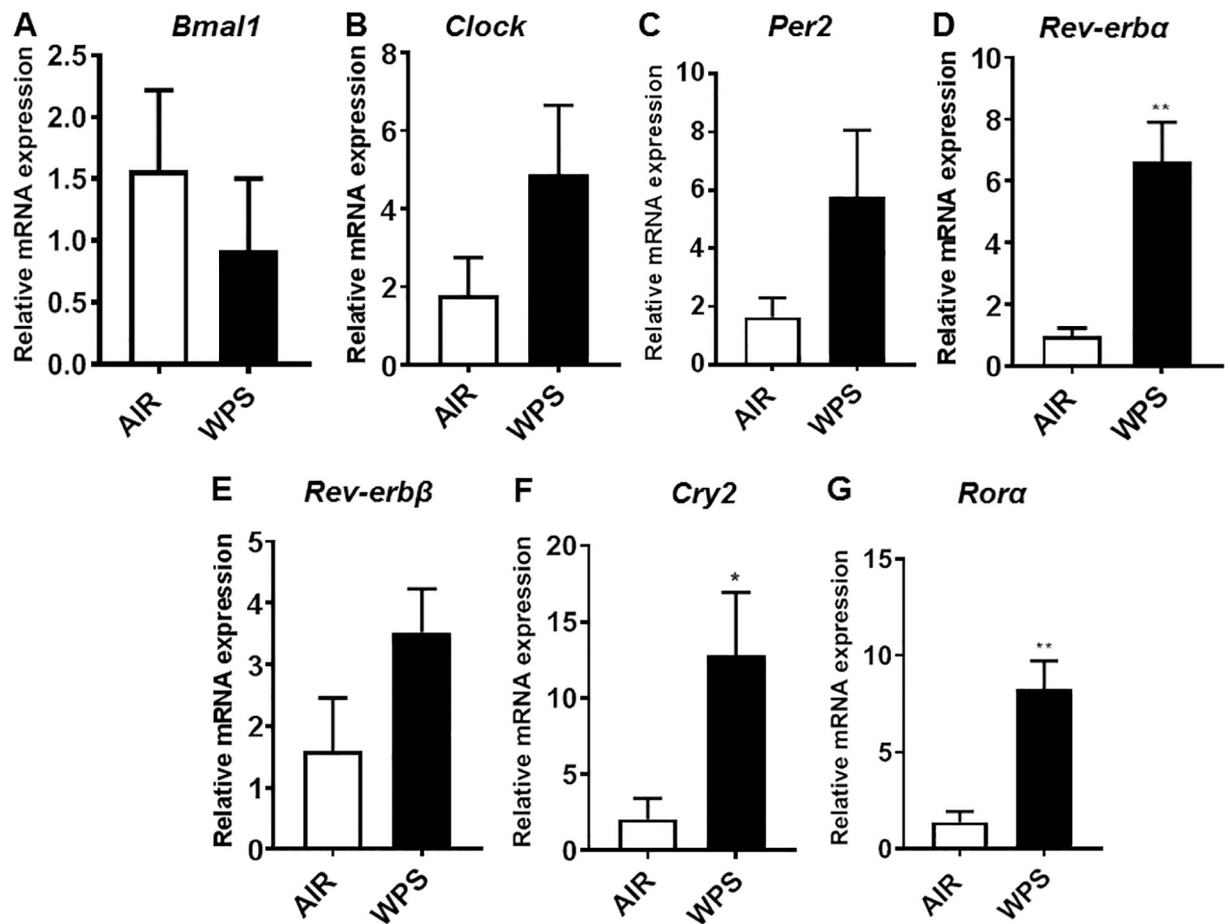 A Bmal1
Relative mRNA expression
2.5
2.0
1.5
1.0
0.5
0.0
AIR WPS
B Clock
Relative mRNA expression
8
6
4
2
0
AIR WPS
C Per2
Relative mRNA expression
10
8
6
4
2
0
AIR WPS
D Rev-erbα
Relative mRNA expression
10
8
6
4
2
0
**
AIR WPS
E Rev-erbβ
Relative mRNA expression
5
4
3
2
1
0
AIR WPS
F Cry2
Relative mRNA expression
20
15
10
5
0
*
AIR WPS
G Rorα
Relative mRNA expression
15
10
5
0
**
AIR WPS